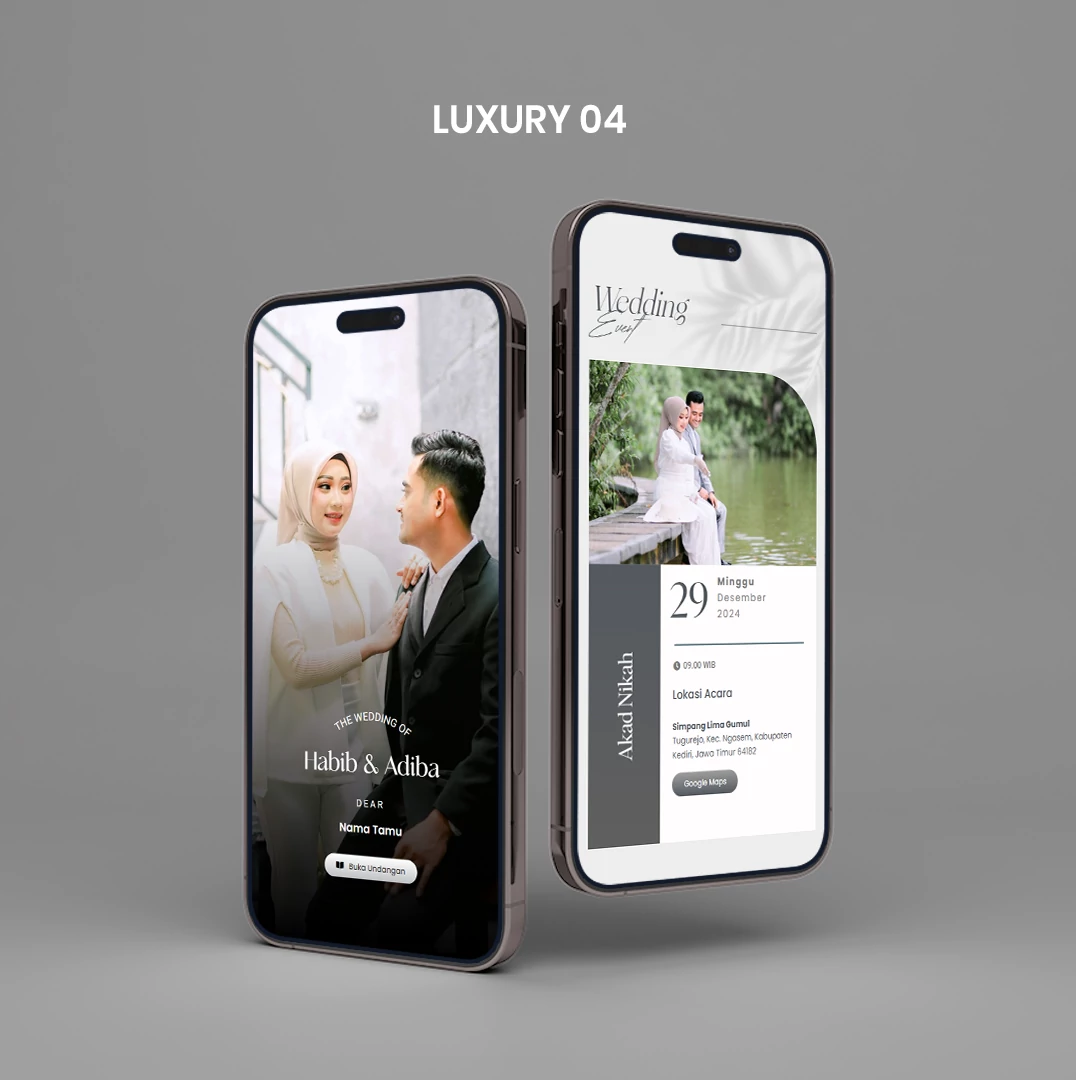 LUXURY 04
THE WEDDING OF
Habib & Adiba
DEAR
Nama Tamu
Buka Undangan
Wedding
Event
Akad Nikah
29
Minggu
Desember
2024
09.00 WIB
Lokasi Acara
Simpang Lima Gumul
Tugurejo, Kec. Ngasem, Kabupaten
Kediri, Jawa Timur 64182
Google Maps